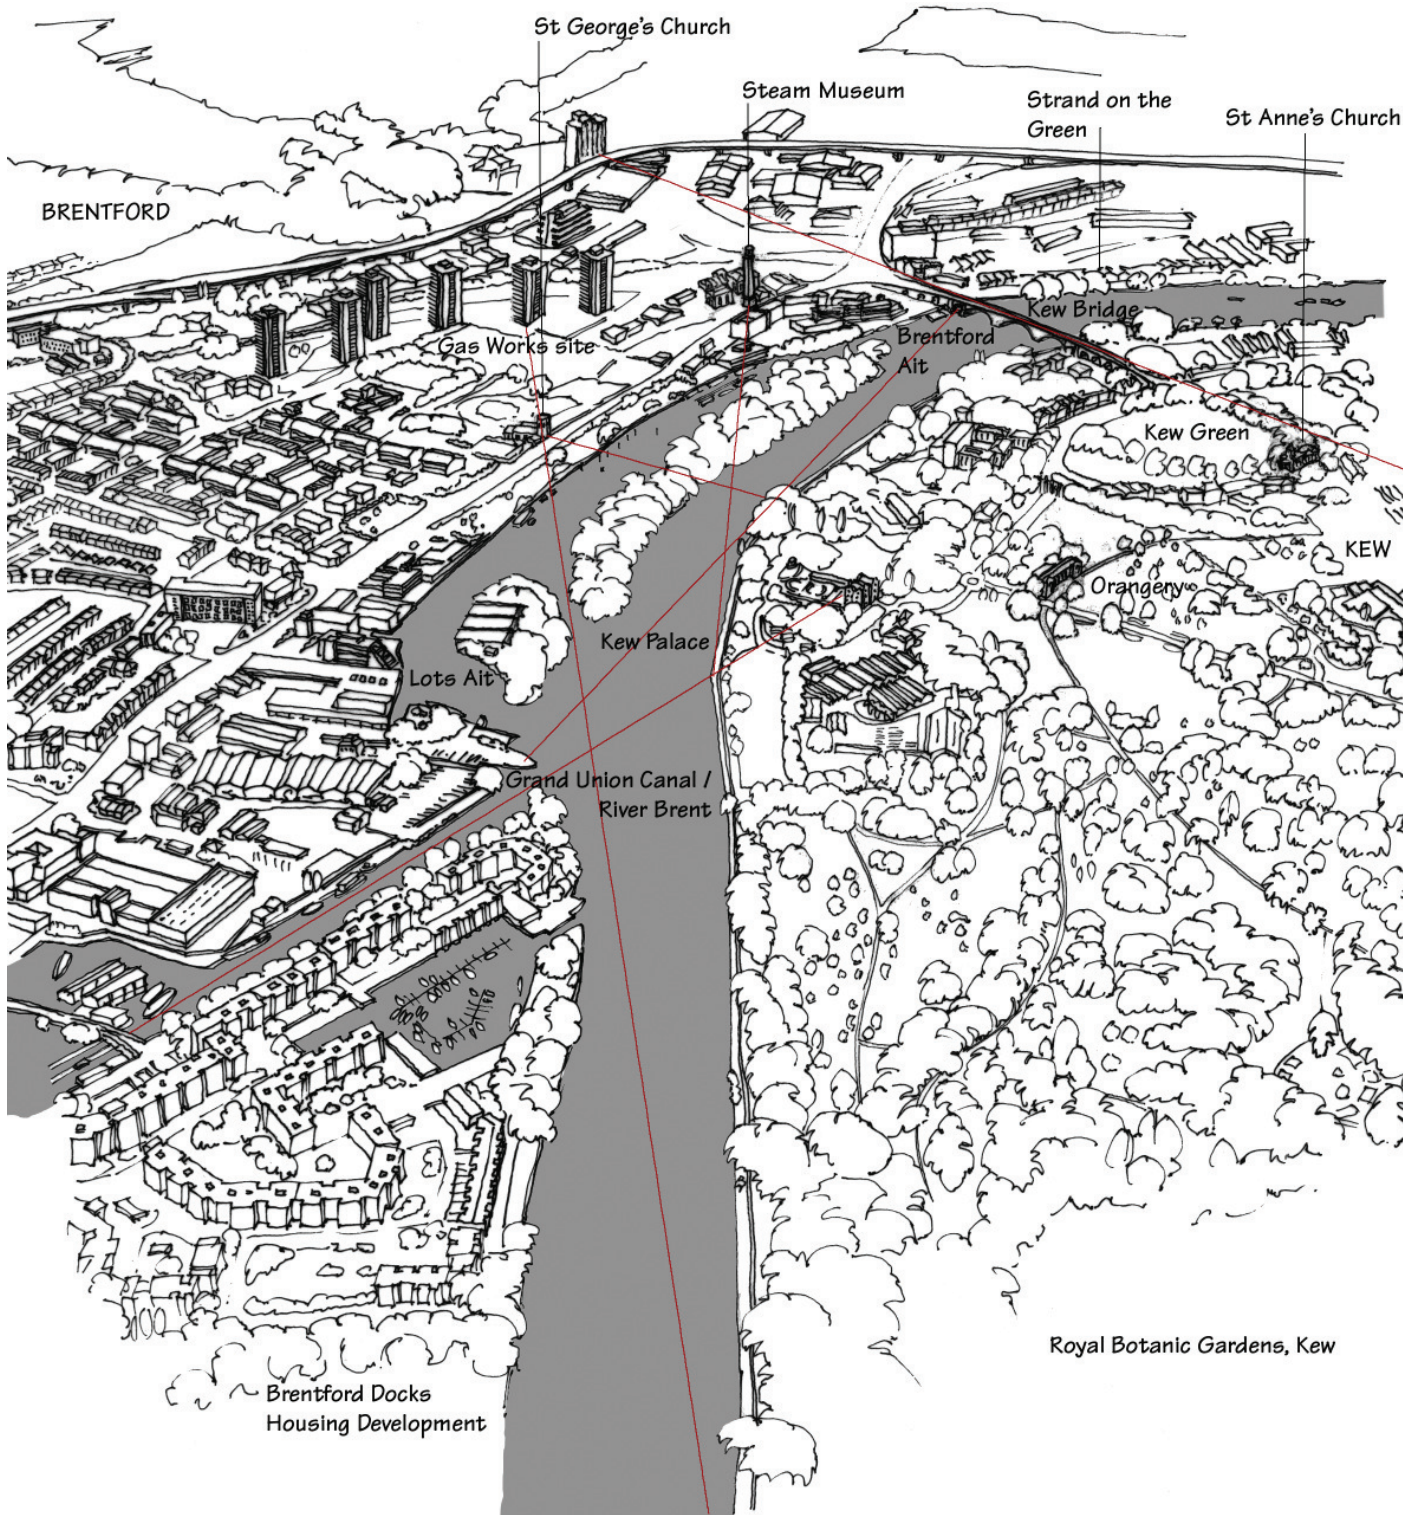 St George's Church
Steam Museum
Strand on the
Green
St Anne's Church
BRENTFORD
Kew Bridge
Gas Works site
Brentford
Ait
Kew Green
KEW
Orangery
Kew Palace
Lots Ait
Grand Union Canal /
River Brent
Royal Botanic Gardens, Kew
Brentford Docks
Housing Development